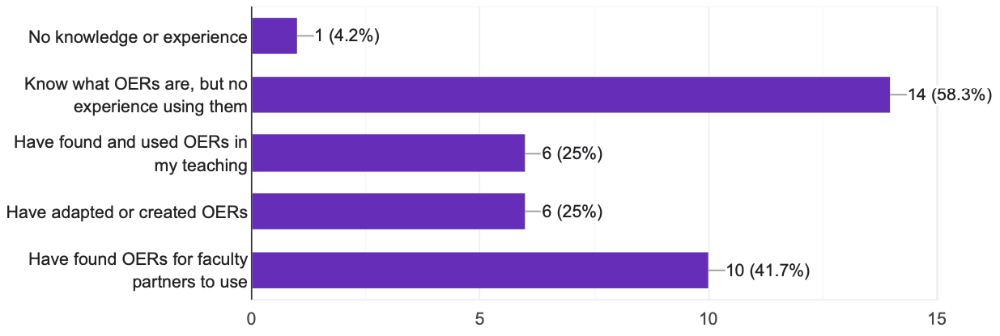 No knowledge or experience
1 (4.2%)
Know what OERs are, but no
experience using them
14 (58.3%)
Have found and used OERs in
my teaching
6 (25%)
Have adapted or created OERs
6 (25%)
Have found OERs for faculty
partners to use
10 (41.7%)
0
5
10
15